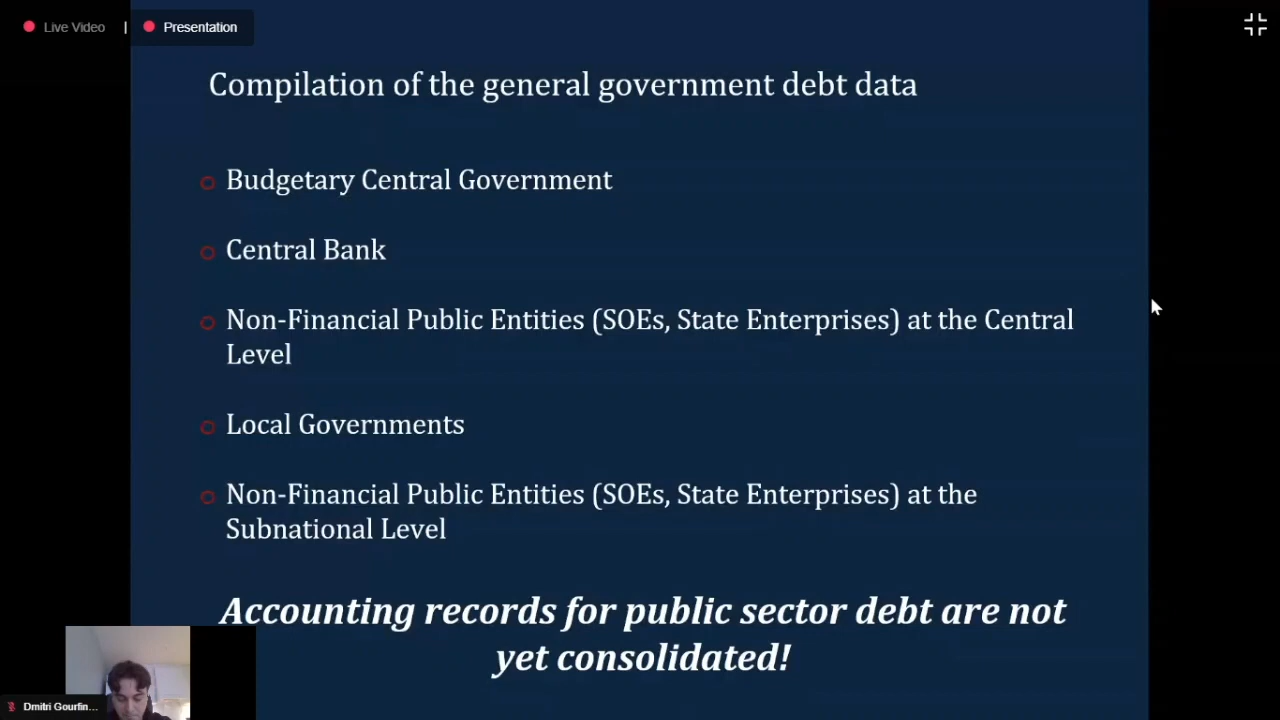 Live Video | Presentation
Compilation of the general government debt data
Budgetary Central Government
Central Bank
Non-Financial Public Entities (SOEs, State Enterprises) at the Central
Level
Local Governments
Non-Financial Public Entities (SOEs, State Enterprises) at the
Subnational Level
Accounting records for public sector debt are not
yet consolidated!
Dmitri Gourfin...